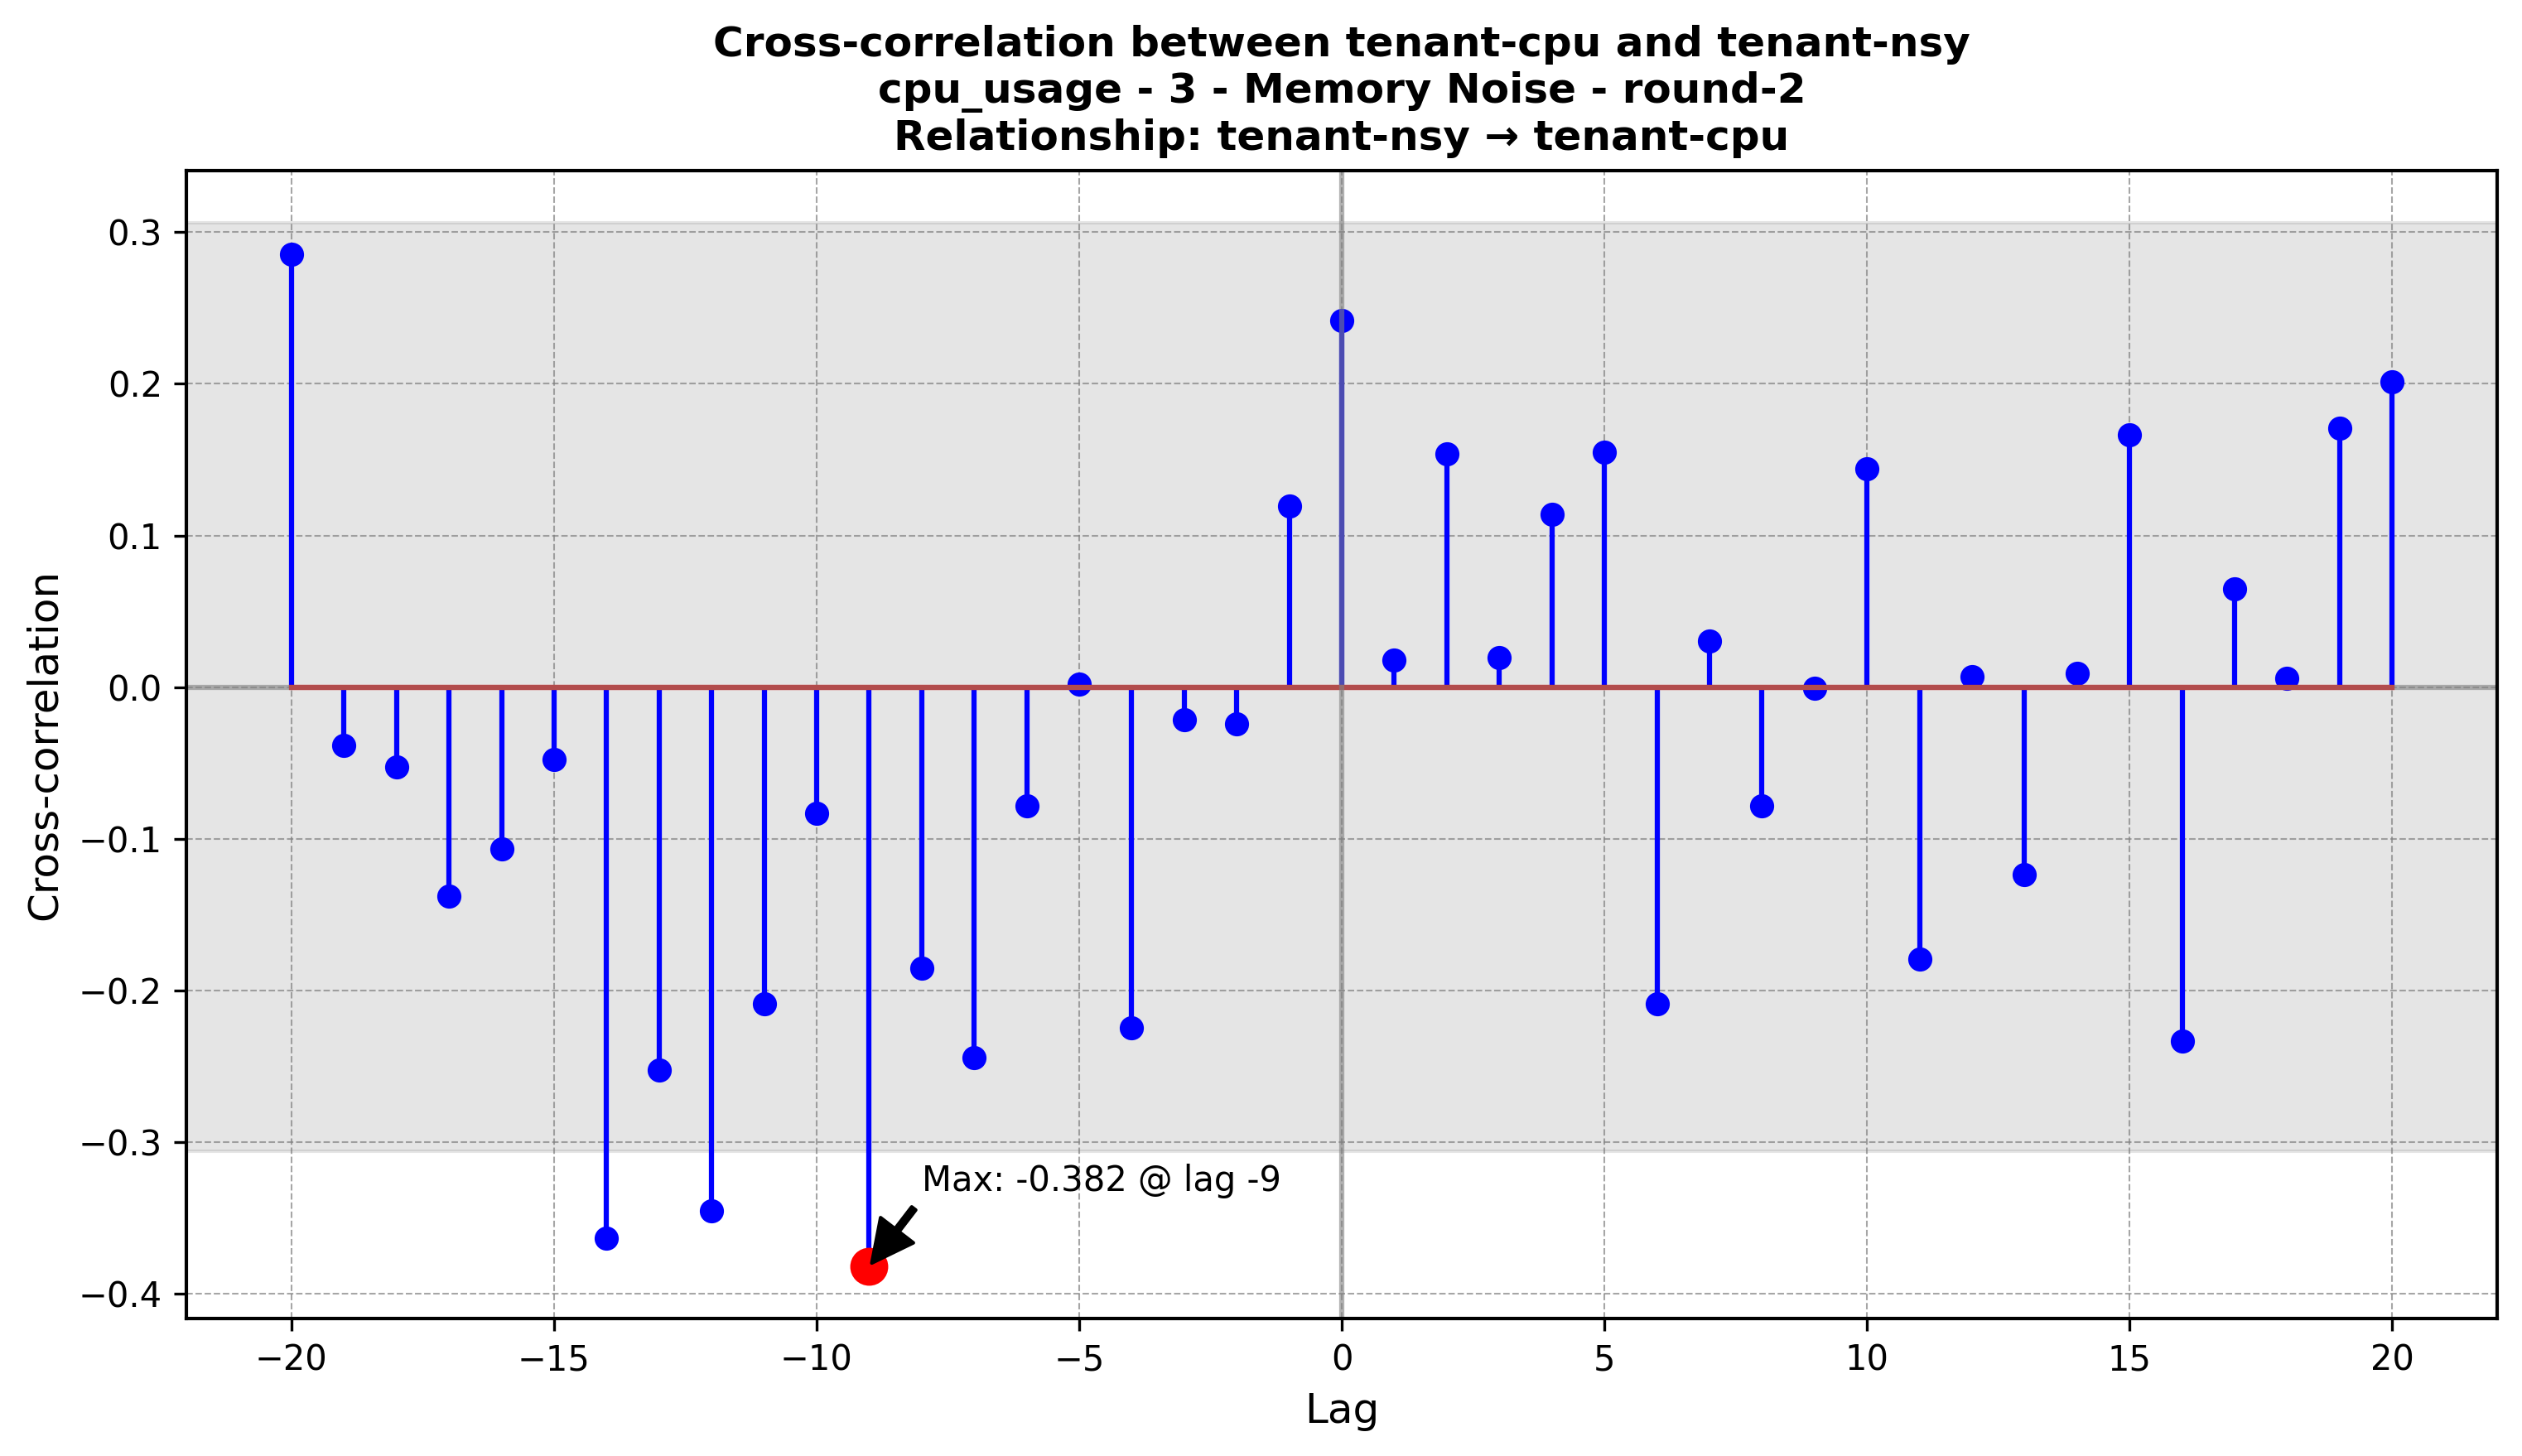 Cross-correlation between tenant-cpu and tenant-nsy
cpu_usage - 3 - Memory Noise - round-2
Relationship: tenant-nsy → tenant-cpu
Cross-correlation
0.3
0.2
0.1
0.0
−0.1
−0.2
−0.3
−0.4
Max: -0.382 @ lag -9
−20
−15
−10
−5
0
5
10
15
20
Lag